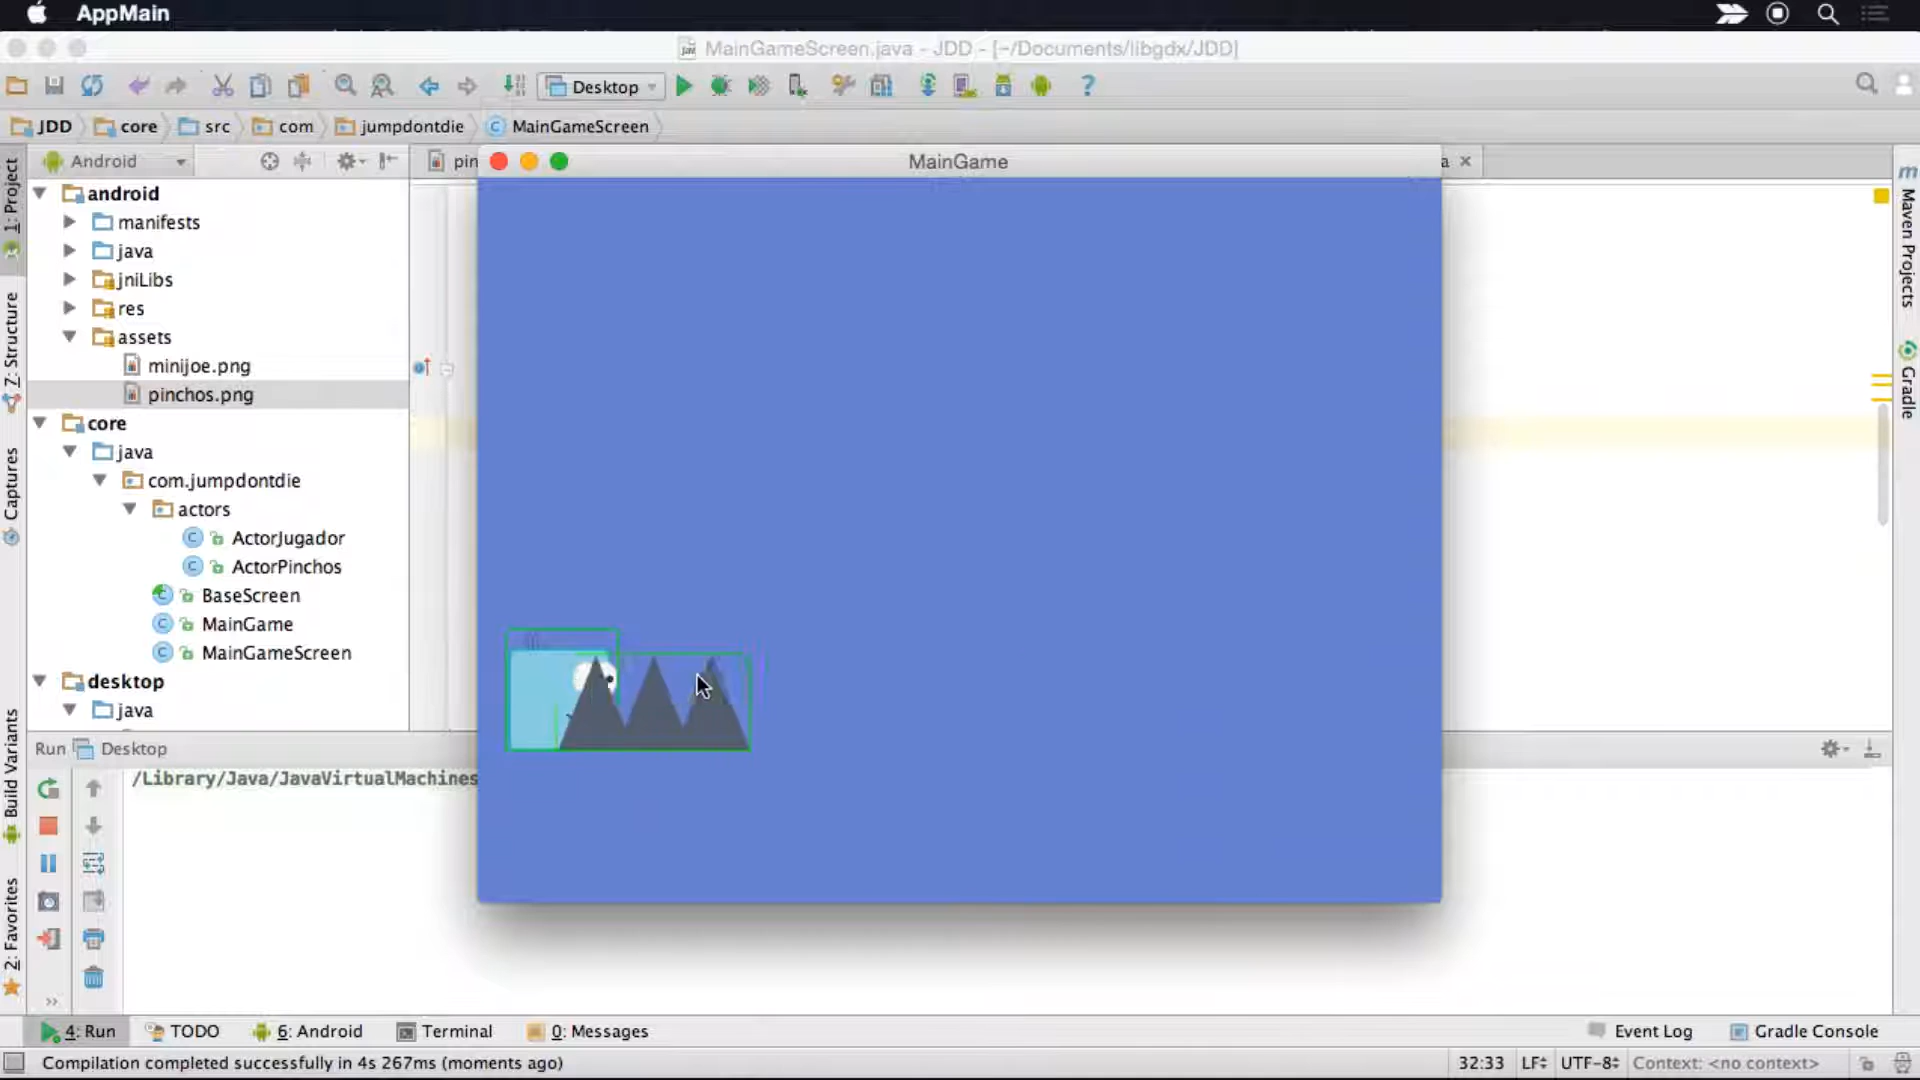 AppMain
MainGameScreen.java - JDD - [~/Documents/libgdx/JDD]
Desktop
JDD core src com jumpdontdie MainGameScreen
Android
pin
MainGame
a
1: Project
7: Structure
Captures
Build Variants
2: Favorites
android
manifests
java
jniLibs
res
assets
minijoe.png
pinchos.png
core
java
com.jumpdontdie
actors
ActorJugador
ActorPinchos
BaseScreen
MainGame
MainGameScreen
desktop
java
Maven Projects
Gradle
Run Desktop
/Library/Java/JavaVirtualMachines
4: Run TODO 6: Android Terminal 0: Messages Event Log Gradle Console
Compilation completed successfully in 4s 267ms (moments ago) 32:33 LF UTF-8 Context: <no context>